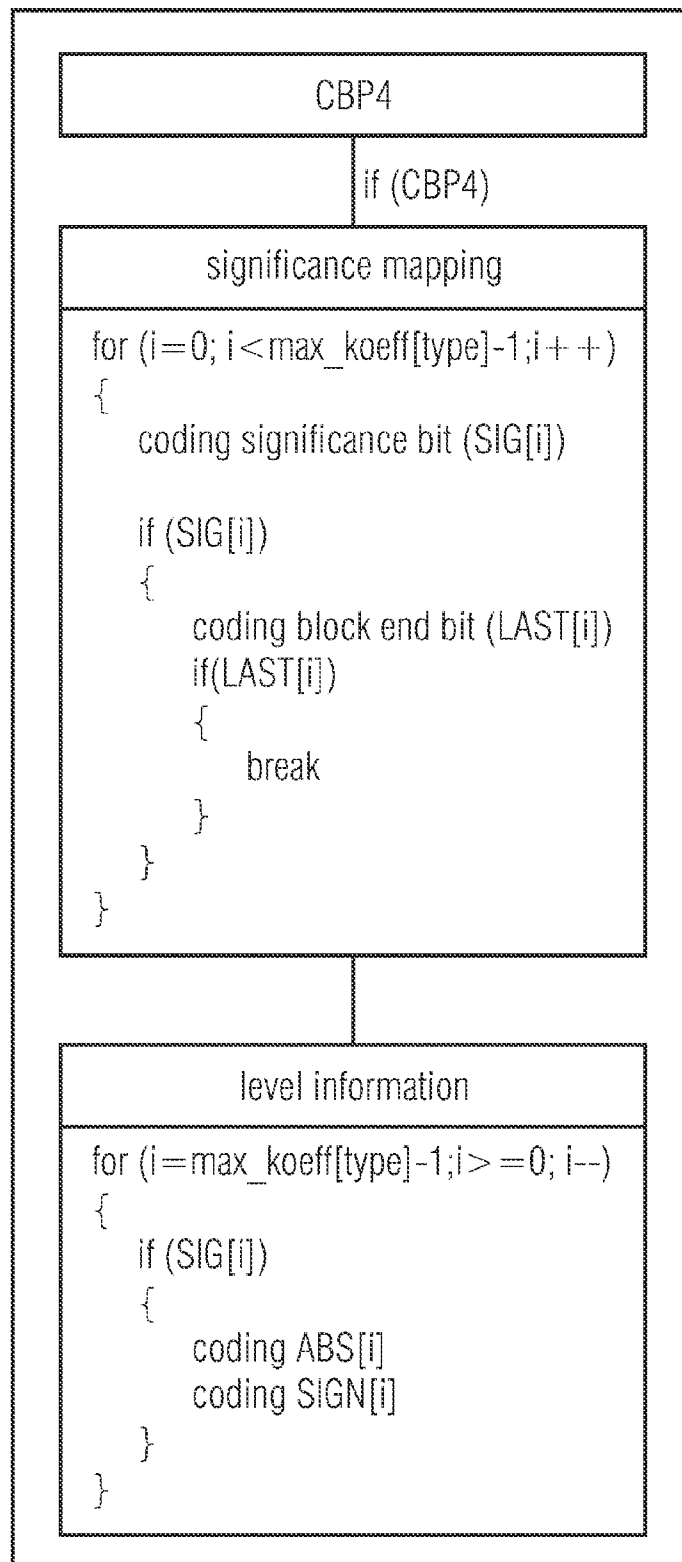 CBP4
if (CBP4)
significance mapping
for (i=0; i<max_koeff[type]-1;i++)
{
coding significance bit (SIG[i])
if (SIG[i])
{
coding block end bit (LAST[i])
if(LAST[i])
{
break
}
}
}
level information
for (i=max_koeff[type]-1;i>=0; i--)
{
if (SIG[i])
{
coding ABS[i]
coding SIGN[i]
}
}